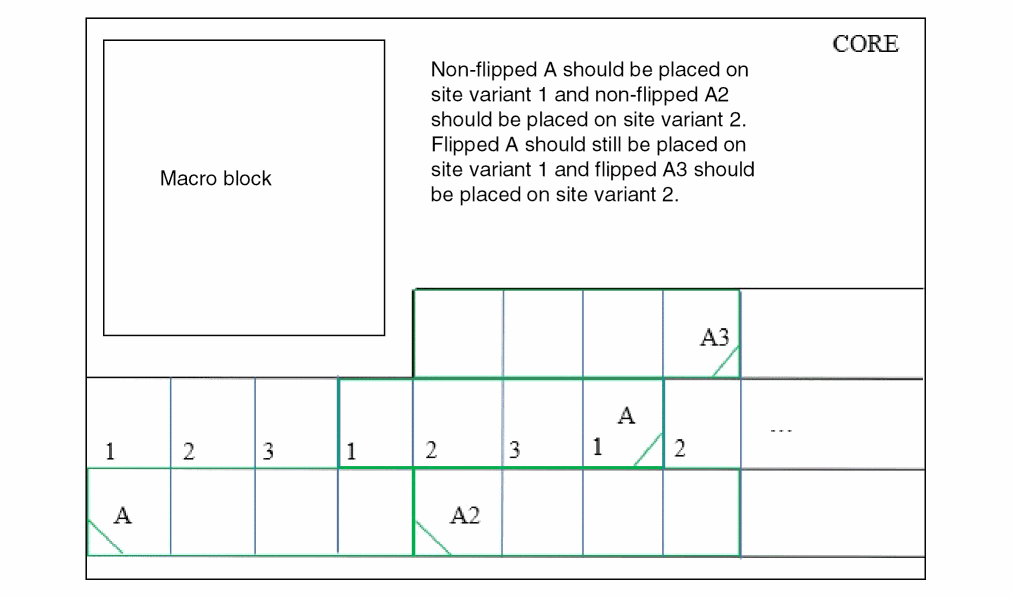 CORE
Non-flipped A should be placed on
site variant 1 and non-flipped A2
should be placed on site variant 2.
Flipped A should still be placed on
site variant 1 and flipped A3 should
be placed on site variant 2.
Macro block
A3
A
1 2 3 1 2 3 1 2 ...
A A2